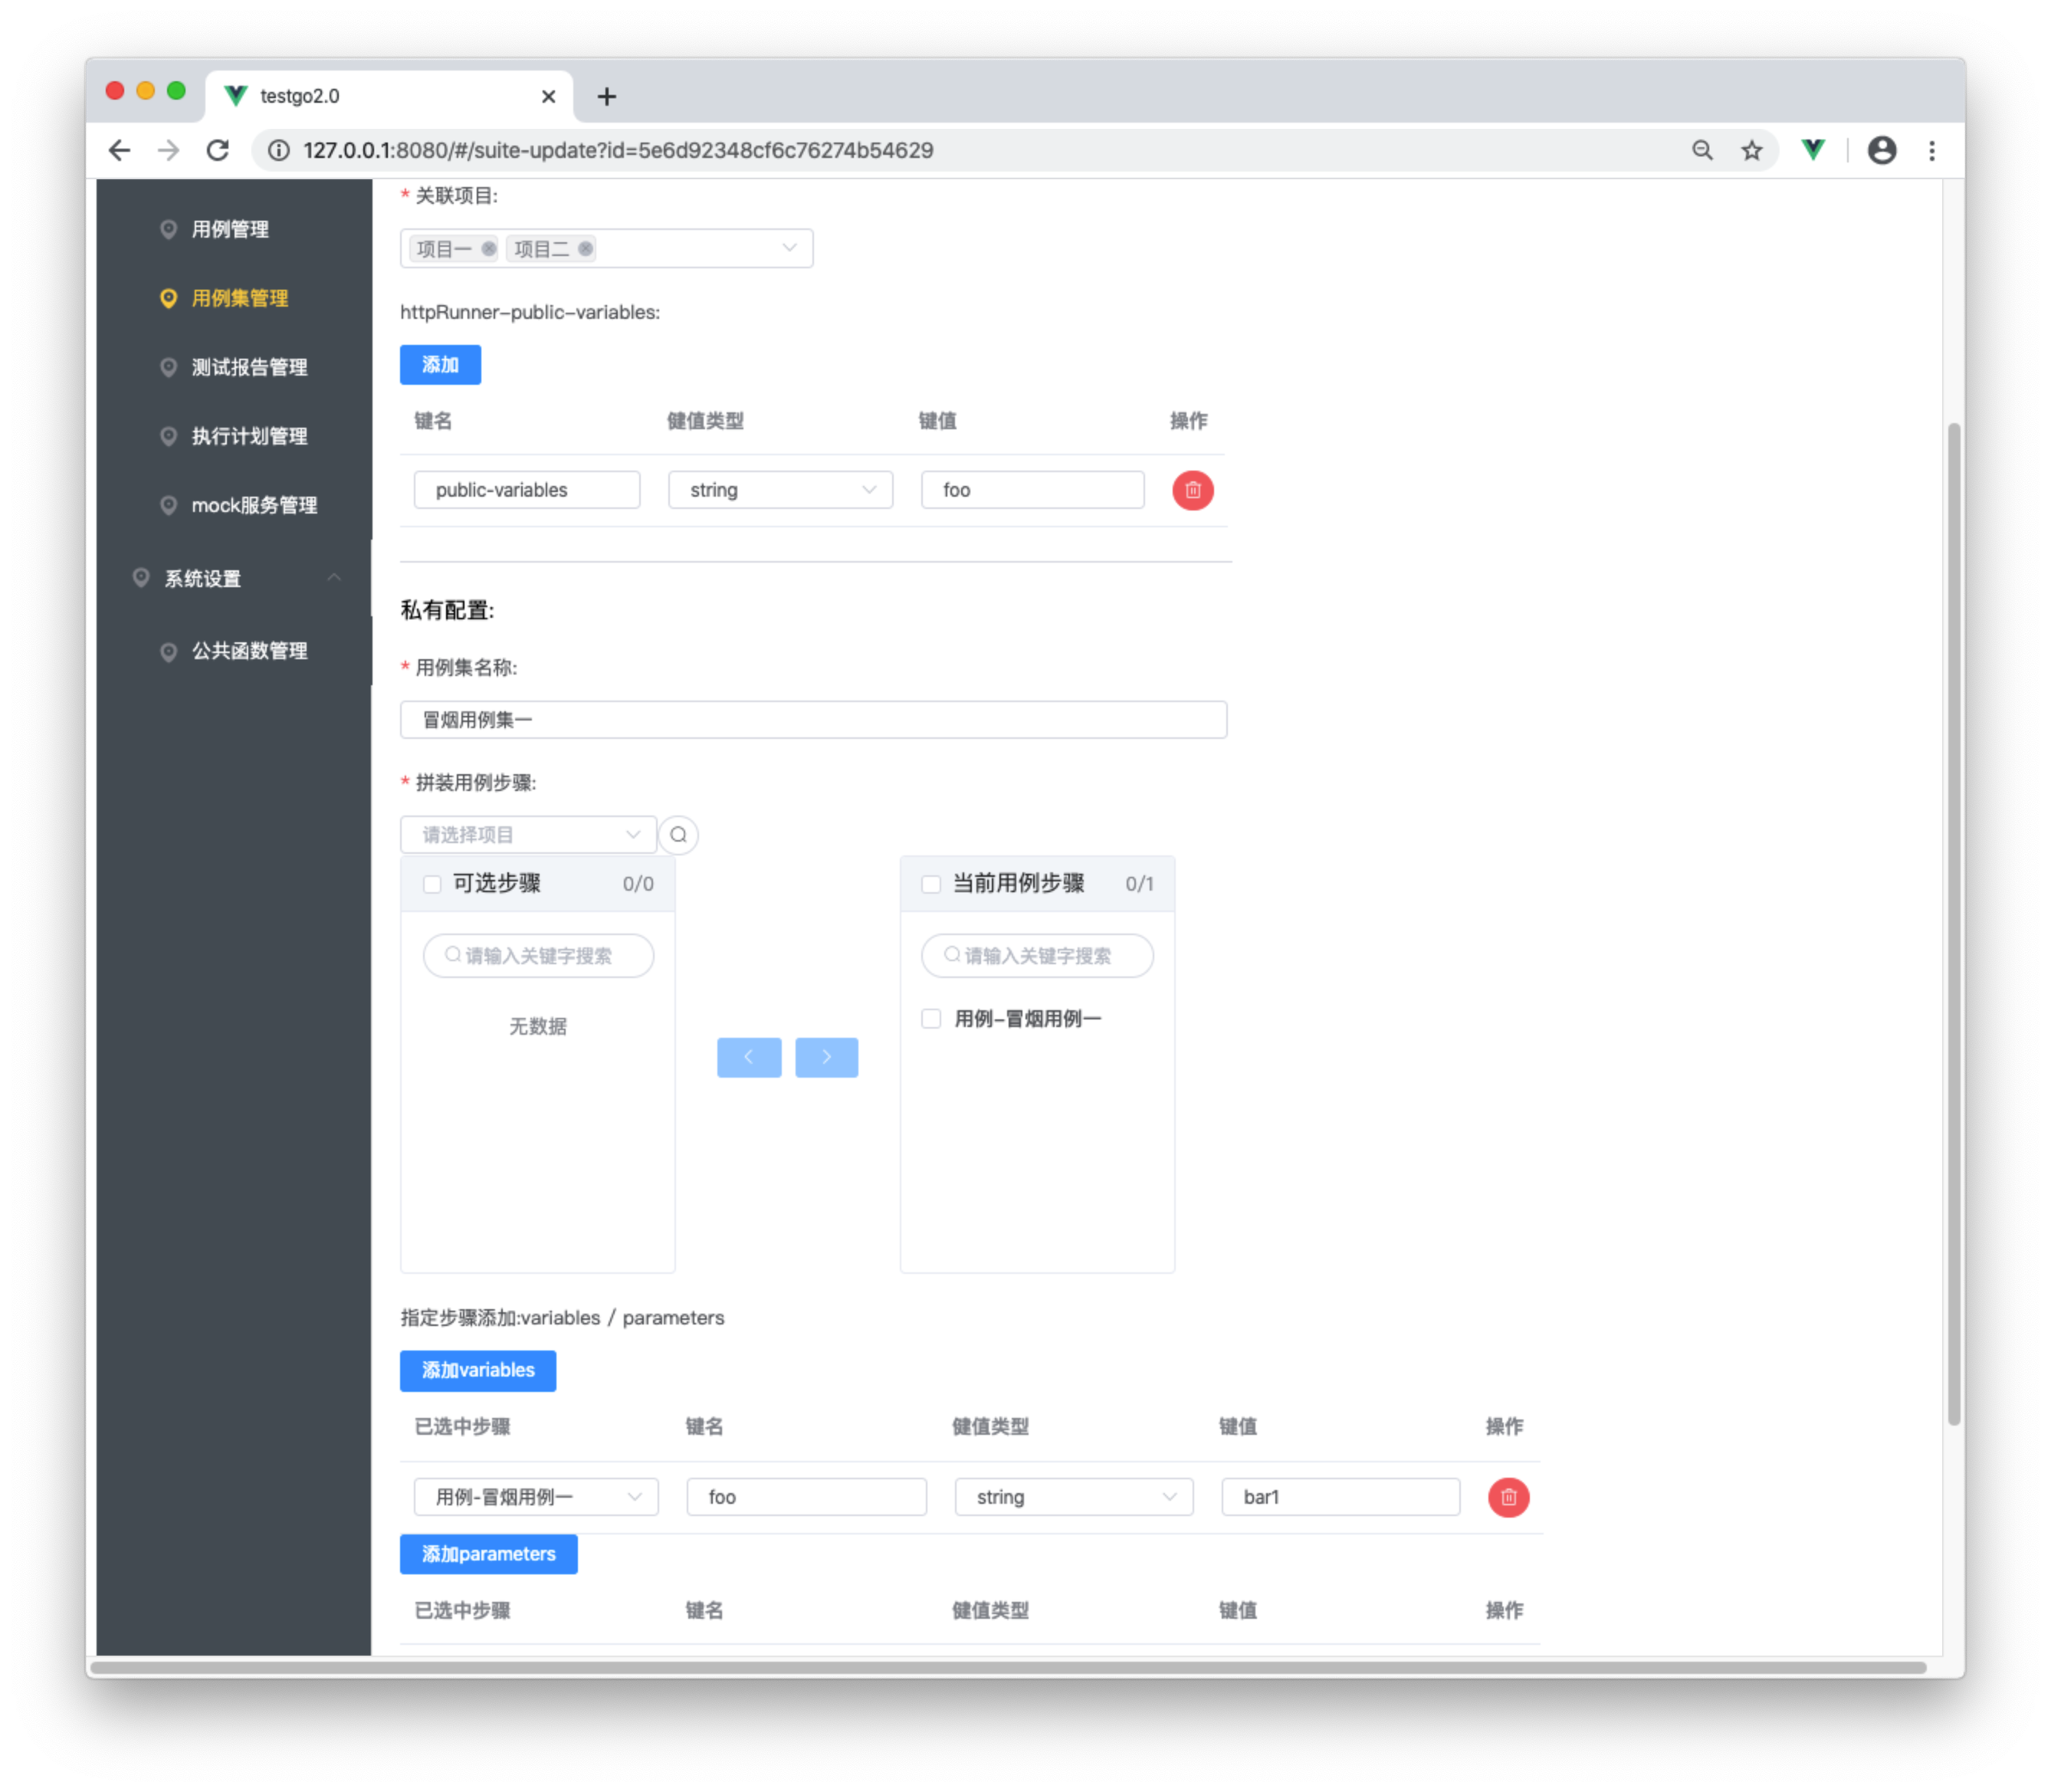 testgo2.0
127.0.0.1:8080/#/suite-update?id=5e6d92348cf6c76274b54629
用例管理
用例集管理
测试报告管理
执行计划管理
mock服务管理
系统设置
公共函数管理
* 关联项目:
项目一 项目二
httpRunner-public-variables:
添加
键名 健值类型 键值 操作
public-variables string foo
私有配置:
* 用例集名称:
冒烟用例集一
* 拼装用例步骤:
请选择项目
可选步骤 0/0
请输入关键字搜索
无数据
当前用例步骤 0/1
请输入关键字搜索
用例-冒烟用例一
指定步骤添加:variables / parameters
添加variables
已选中步骤 键名 健值类型 键值 操作
用例-冒烟用例一 foo string bar1
添加parameters
已选中步骤 键名 健值类型 键值 操作